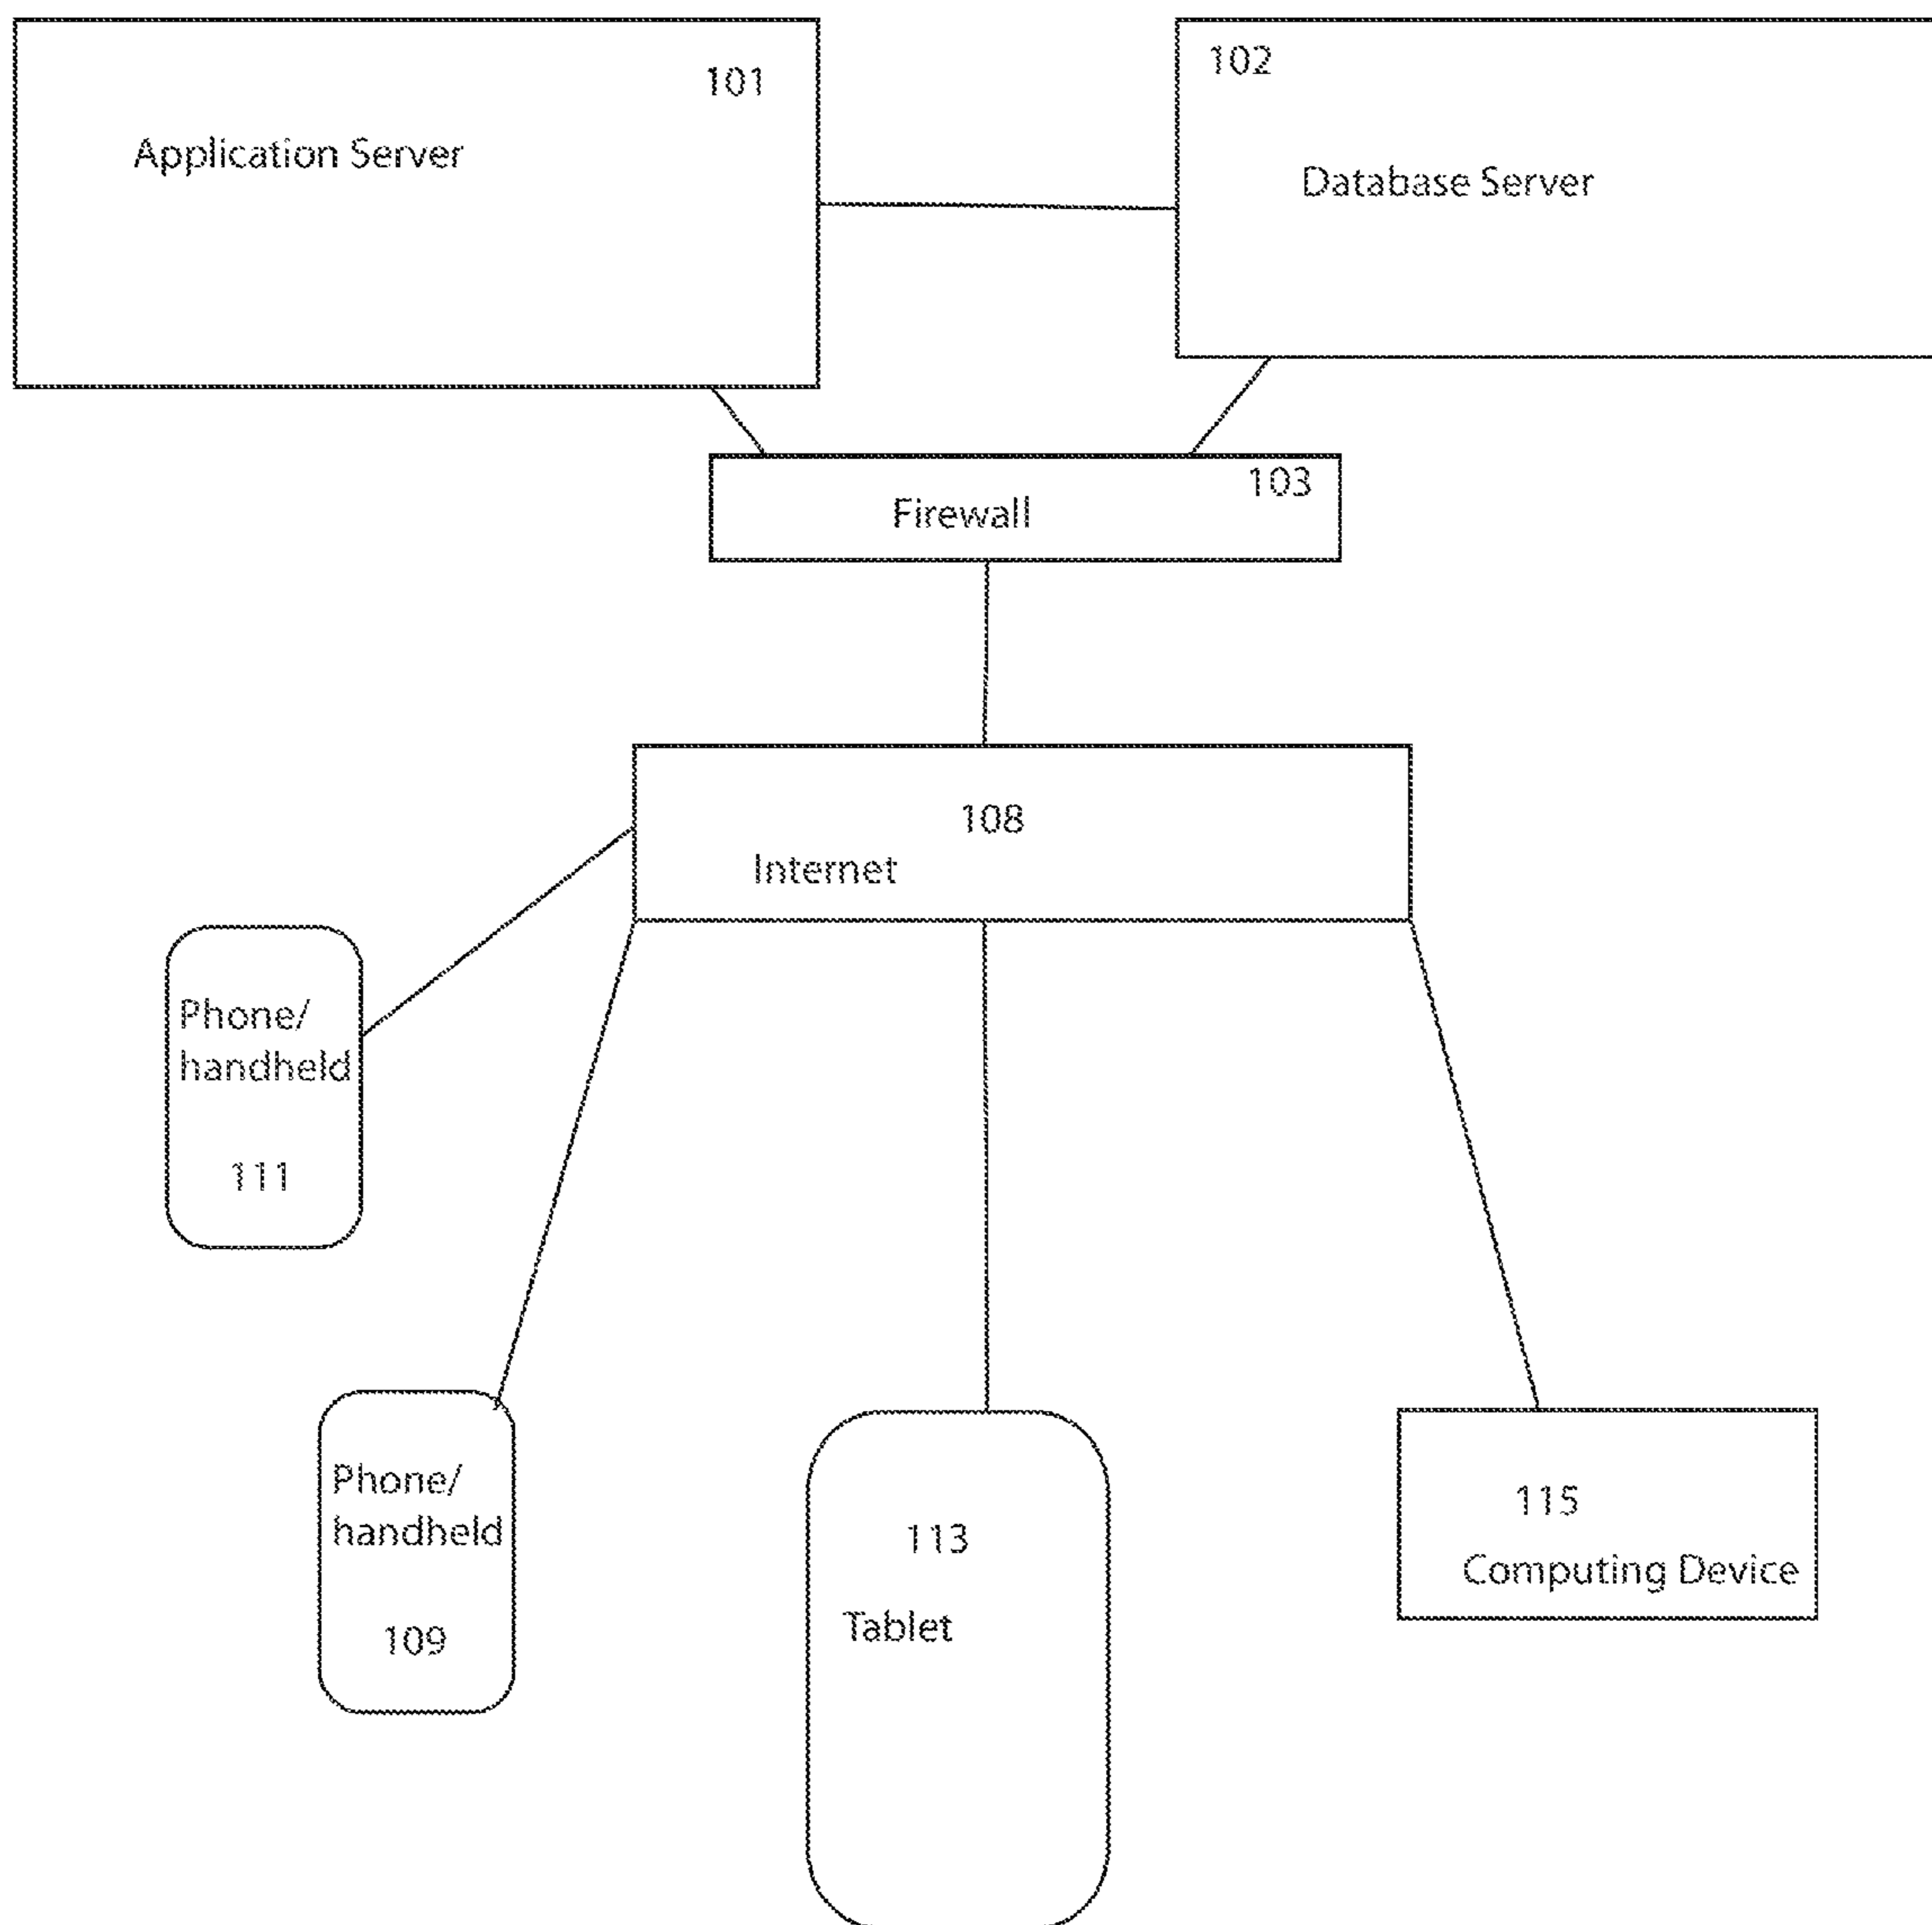 101
Application Server
102
Database Server
103
Firewall
108
Internet
Phone/
handheld
111
Phone/
handheld
109
113
Tablet
115
Computing Device